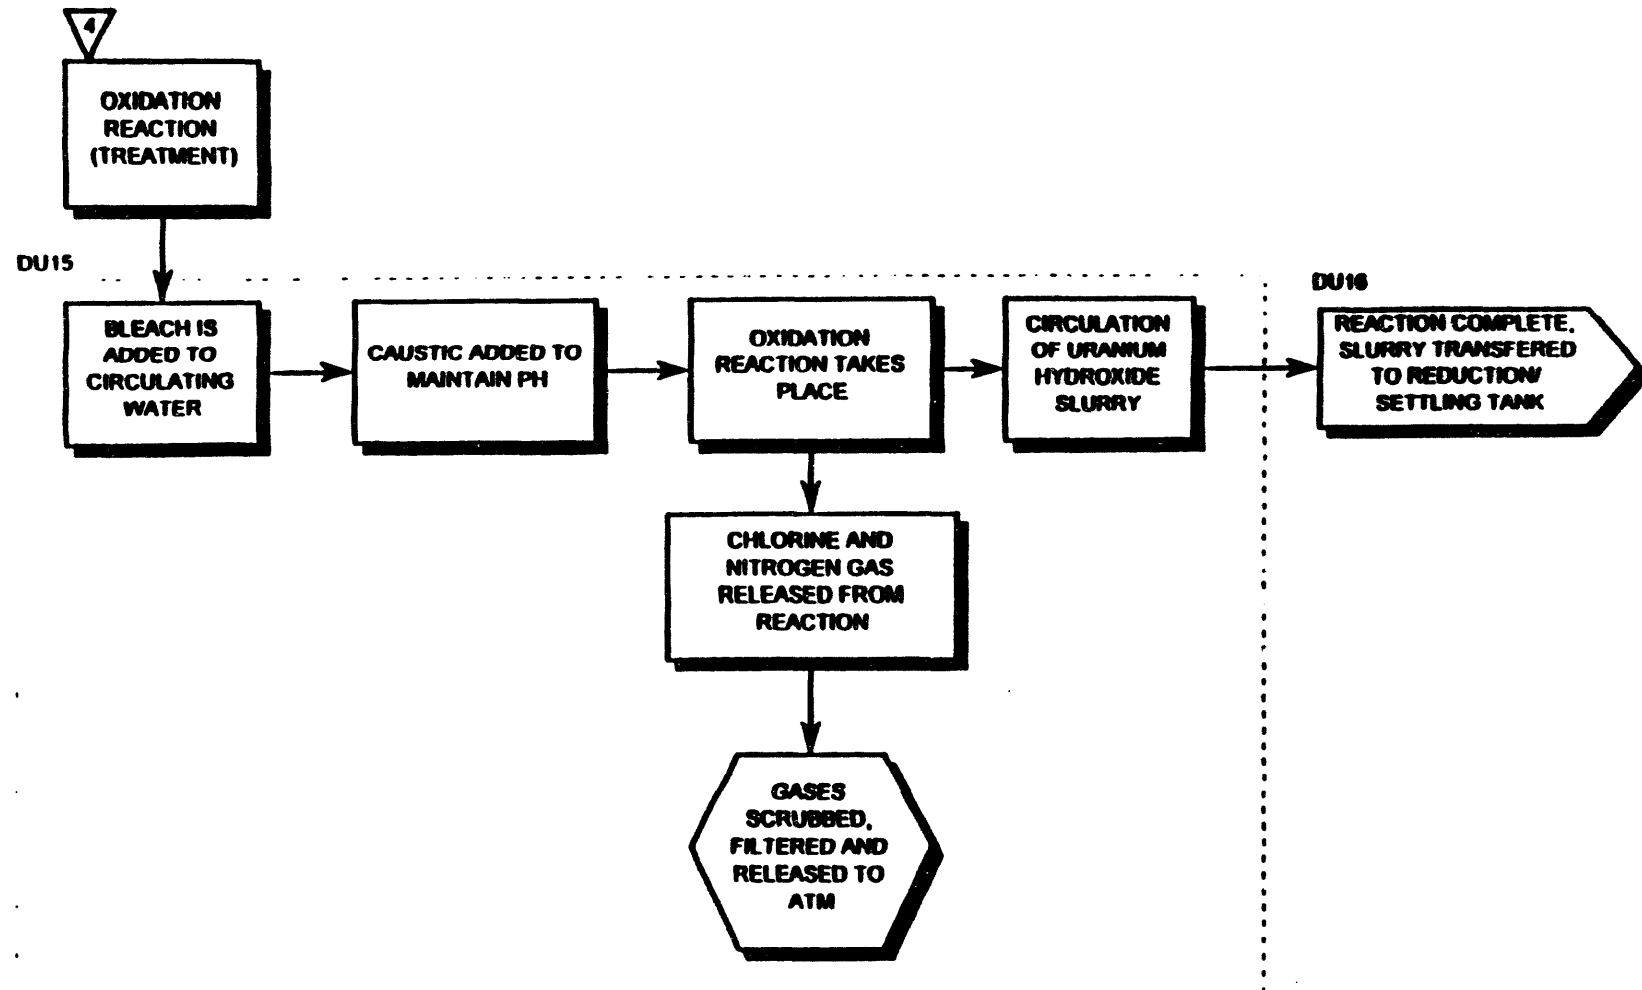 4
OXIDATION
REACTION
(TREATMENT)
DU15
BLEACH IS
ADDED TO
CIRCULATING
WATER
CAUSTIC ADDED TO
MAINTAIN PH
OXIDATION
REACTION TAKES
PLACE
CIRCULATION
OF URANIUM
HYDROXIDE
SLURRY
DU16
REACTION COMPLETE,
SLURRY TRANSFERED
TO REDUCTION/
SETTLING TANK
CHLORINE AND
NITROGEN GAS
RELEASED FROM
REACTION
GASES
SCRUBBED,
FILTERED AND
RELEASED TO
ATM